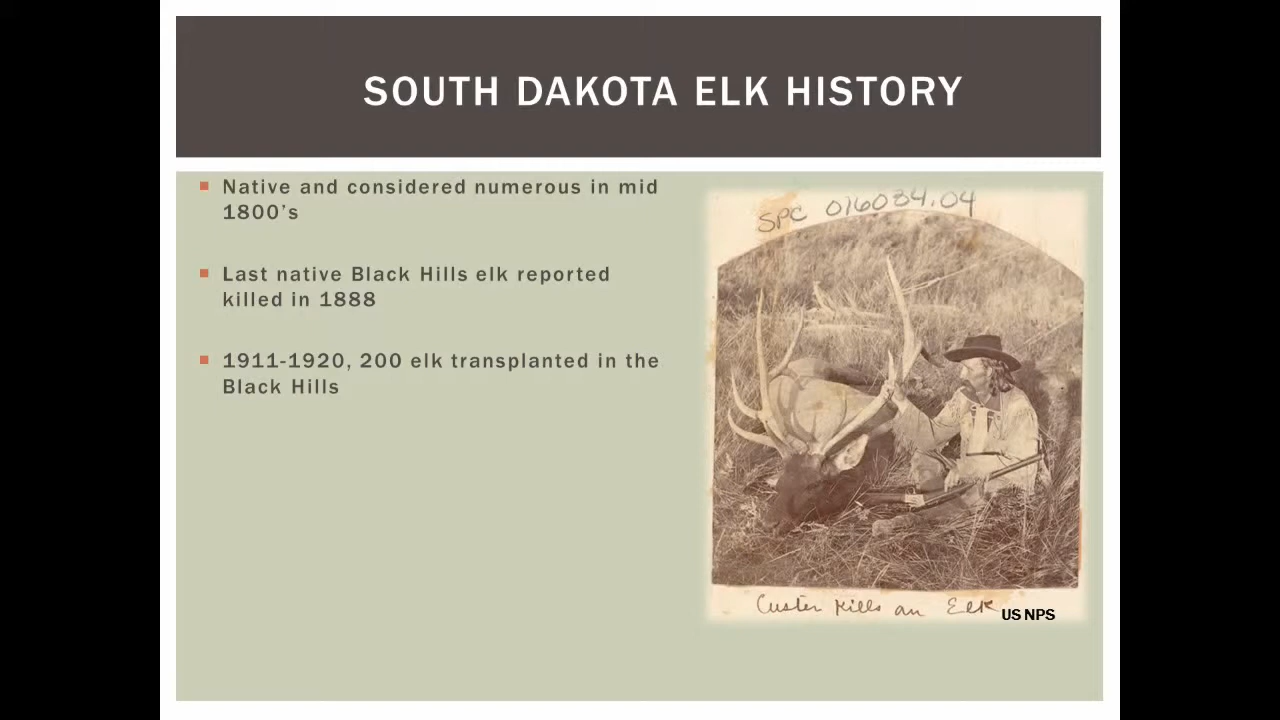 SOUTH DAKOTA ELK HISTORY
Native and considered numerous in mid
1800's
Last native Black Hills elk reported
killed in 1888
1911-1920, 200 elk transplanted in the
Black Hills
SPC 016034.04
Custer Kills an Elk
US NPS